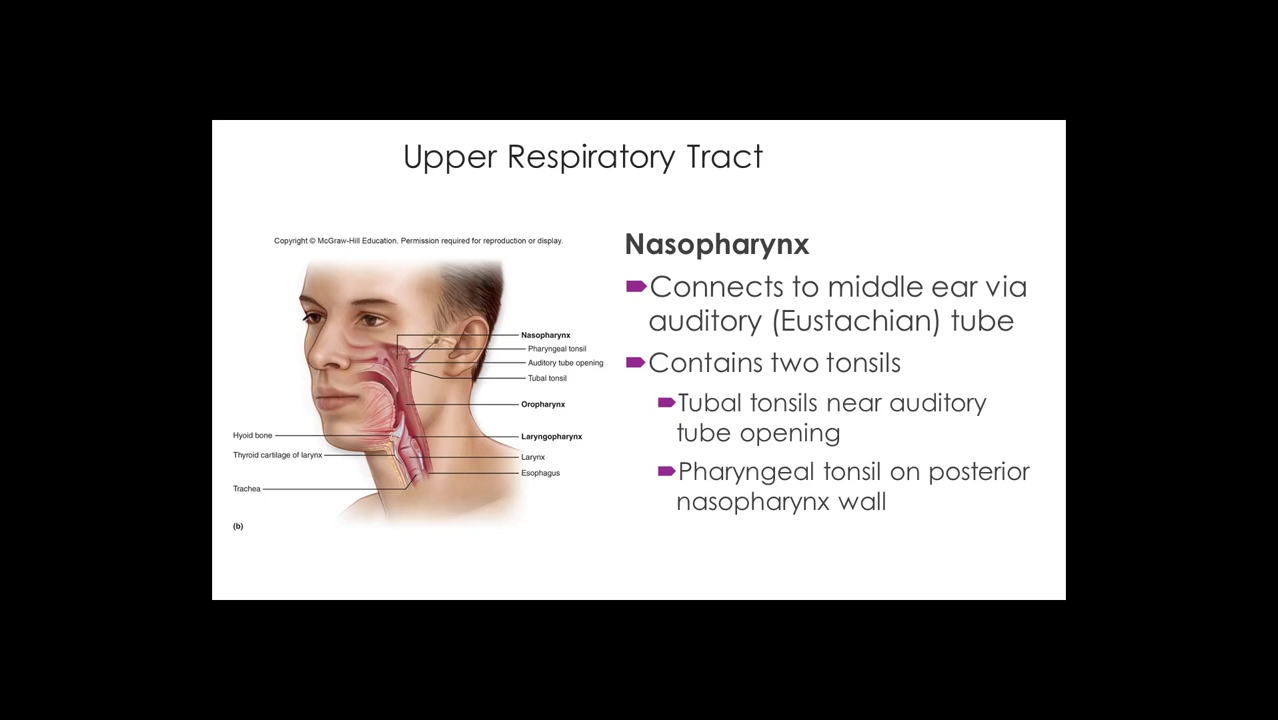 Upper Respiratory Tract
Copyright © McGraw-Hill Education. Permission required for reproduction or display.
Nasopharynx
Pharyngeal tonsil
Auditory tube opening
Tubal tonsil
Oropharynx
Hyoid bone
Laryngopharynx
Thyroid cartilage of larynx
Larynx
Esophagus
Trachea
(b)
Nasopharynx
Connects to middle ear via
auditory (Eustachian) tube
Contains two tonsils
Tubal tonsils near auditory
tube opening
Pharyngeal tonsil on posterior
nasopharynx wall